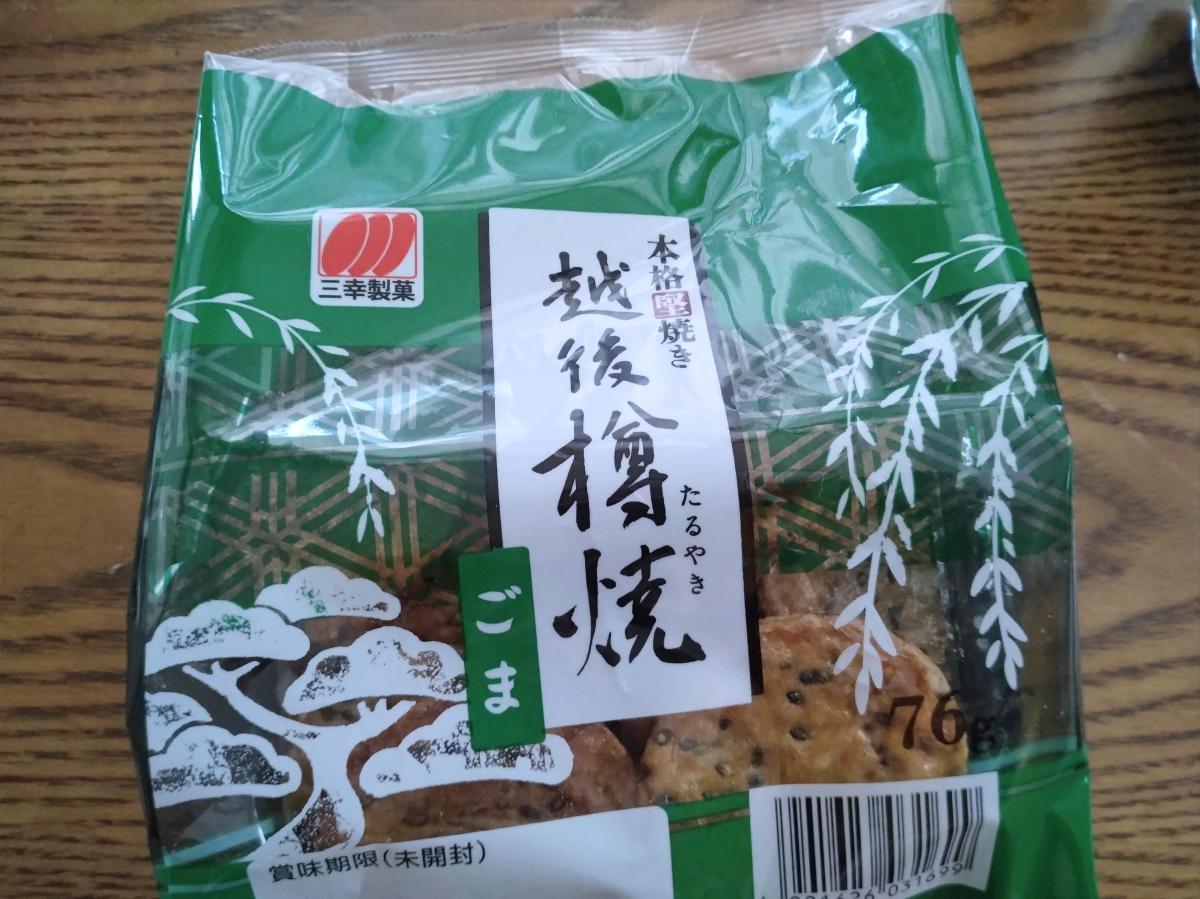 三幸製菓
本格堅焼き
越後樽焼
たるやき
ごま
76g
賞味期限(未開封)